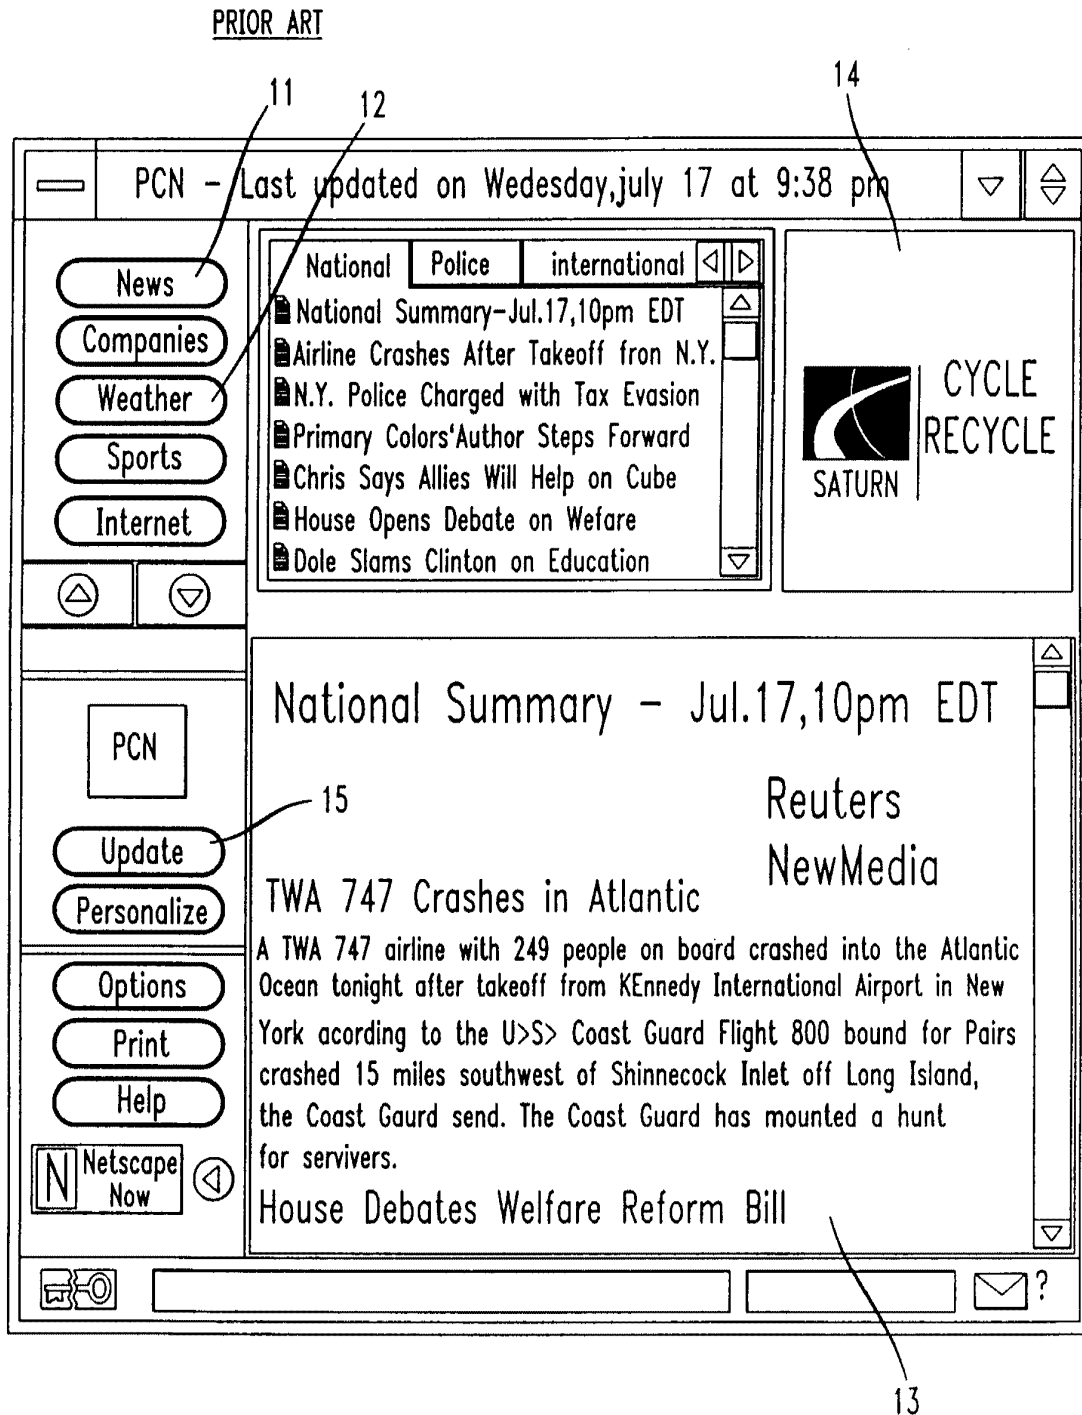 PRIOR ART
11
12
14
PCN – Last updated on Wedesday,july 17 at 9:38 pm
News
Companies
Weather
Sports
Internet
National Police international
National Summary-Jul.17,10pm EDT
Airline Crashes After Takeoff fron N.Y.
N.Y. Police Charged with Tax Evasion
Primary Colors'Author Steps Forward
Chris Says Allies Will Help on Cube
House Opens Debate on Wefare
Dole Slams Clinton on Education
SATURN
CYCLE
RECYCLE
PCN
15
Update
Personalize
Options
Print
Help
N
Netscape
Now
National Summary – Jul.17,10pm EDT
Reuters
NewMedia
TWA 747 Crashes in Atlantic
A TWA 747 airline with 249 people on board crashed into the Atlantic
Ocean tonight after takeoff from KEnnedy International Airport in New
York acording to the U>S> Coast Guard Flight 800 bound for Pairs
crashed 15 miles southwest of Shinnecock Inlet off Long Island,
the Coast Gaurd send. The Coast Guard has mounted a hunt
for servivers.
House Debates Welfare Reform Bill
?
13